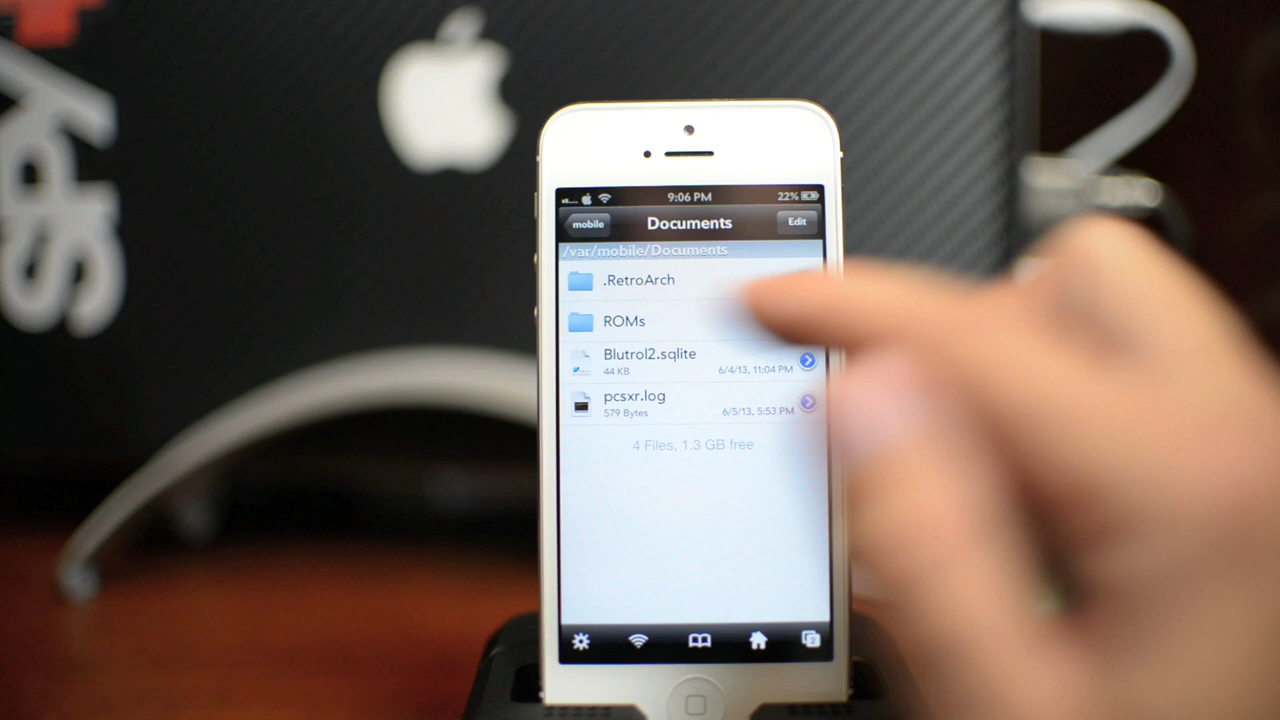 9:06 PM
22%
mobile
Documents
Edit
/var/mobile/Documents
.RetroArch
ROMs
Blutrol2.sqlite
44 KB
6/4/13, 11:04 PM
pcsxr.log
579 Bytes
6/5/13, 5:53 PM
4 Files, 1.3 GB free
2